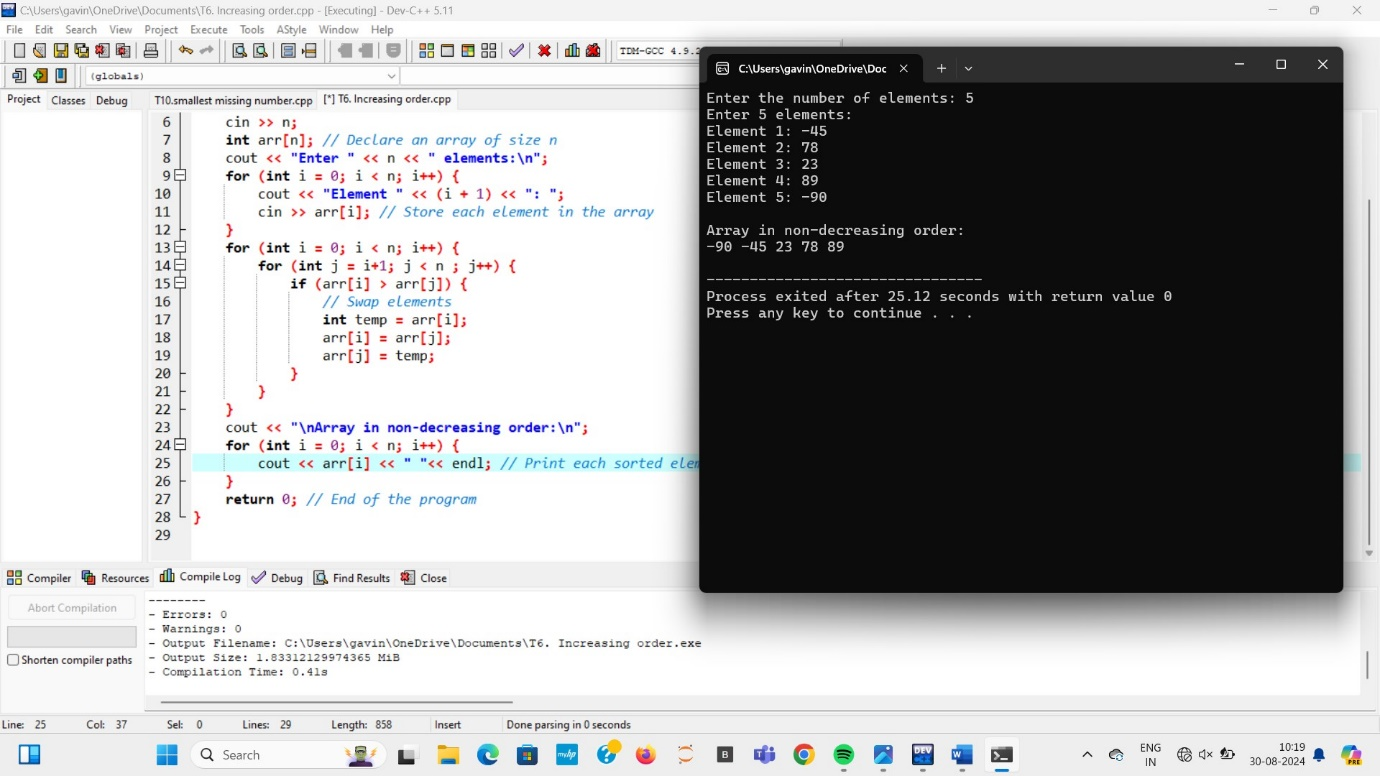 C:\Users\gavin\OneDrive\Documents\T6. Increasing order.cpp - [Executing] - Dev-C++ 5.11
File Edit Search View Project Execute Tools AStyle Window Help
TDM-GCC 4.9.2
(globals)
Project Classes Debug
T10.smallest missing number.cpp [*] T6. Increasing order.cpp
6 cin >> n;
7 int arr[n]; // Declare an array of size n
8 cout << "Enter " << n << " elements:\n";
9 for (int i = 0; i < n; i++) {
10 cout << "Element " << (i + 1) << ": ";
11 cin >> arr[i]; // Store each element in the array
12 }
13 for (int i = 0; i < n; i++) {
14 for (int j = i+1; j < n ; j++) {
15 if (arr[i] > arr[j]) {
16 // Swap elements
17 int temp = arr[i];
18 arr[i] = arr[j];
19 arr[j] = temp;
20 }
21 }
22 }
23 cout << "\nArray in non-decreasing order:\n";
24 for (int i = 0; i < n; i++) {
25 cout << arr[i] << " "<< endl; // Print each sorted elem
26 }
27 return 0; // End of the program
28 }
29
C:\Users\gavin\OneDrive\Doc
Enter the number of elements: 5
Enter 5 elements:
Element 1: -45
Element 2: 78
Element 3: 23
Element 4: 89
Element 5: -90
Array in non-decreasing order:
-90 -45 23 78 89
--------------------------------
Process exited after 25.12 seconds with return value 0
Press any key to continue . . .
Compiler Resources Compile Log Debug Find Results Close
Abort Compilation
Shorten compiler paths
--------
- Errors: 0
- Warnings: 0
- Output Filename: C:\Users\gavin\OneDrive\Documents\T6. Increasing order.exe
- Output Size: 1.83312129974365 MiB
- Compilation Time: 0.41s
Line: 25 Col: 37 Sel: 0 Lines: 29 Length: 858 Insert Done parsing in 0 seconds
Search
myhp
B
DEV
PRE
ENG
IN
10:19
30-08-2024